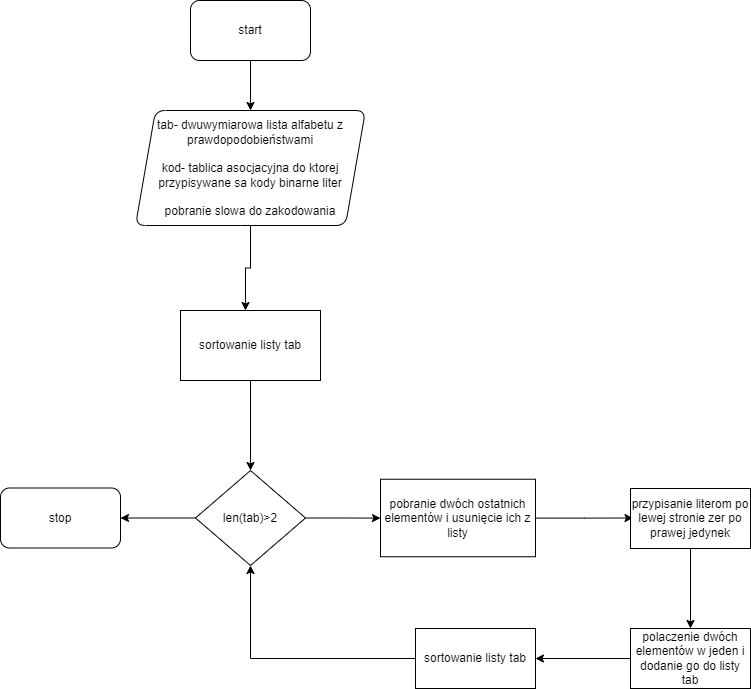 start
tab- dwuwymiarowa lista alfabetu z
prawdopodobieństwami
kod- tablica asocjacyjna do ktorej
przypisywane sa kody binarne liter
pobranie slowa do zakodowania
sortowanie listy tab
len(tab)>2
stop
pobranie dwóch ostatnich
elementów i usunięcie ich z
listy
przypisanie literom po
lewej stronie zer po
prawej jedynek
polaczenie dwóch
elementów w jeden i
dodanie go do listy
tab
sortowanie listy tab